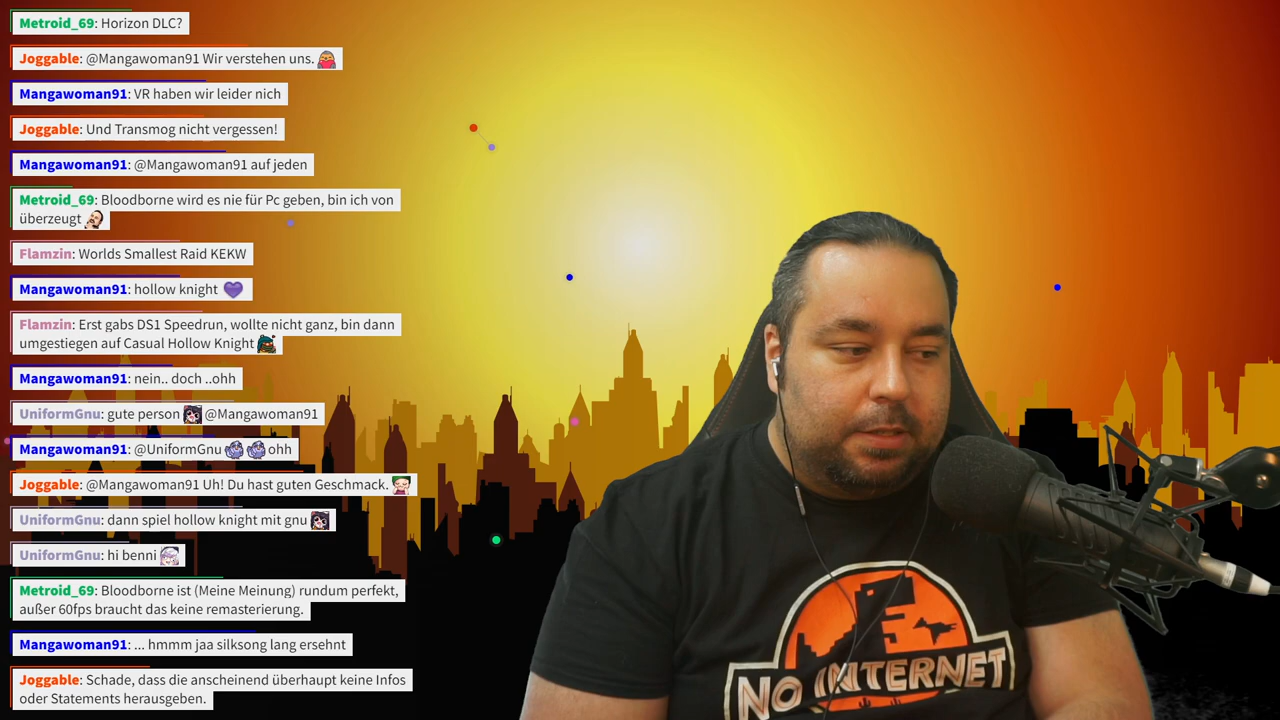 Metroid_69: Horizon DLC?
Joggable: @Mangawoman91 Wir verstehen uns.
Mangawoman91: VR haben wir leider nich
Joggable: Und Transmog nicht vergessen!
Mangawoman91: @Mangawoman91 auf jeden
Metroid_69: Bloodborne wird es nie für Pc geben, bin ich von
überzeugt
Flamzin: Worlds Smallest Raid KEKW
Mangawoman91: hollow knight
Flamzin: Erst gabs DS1 Speedrun, wollte nicht ganz, bin dann
umgestiegen auf Casual Hollow Knight
Mangawoman91: nein.. doch ..ohh
UniformGnu: gute person @Mangawoman91
Mangawoman91: @UniformGnu ohh
Joggable: @Mangawoman91 Uh! Du hast guten Geschmack.
UniformGnu: dann spiel hollow knight mit gnu
UniformGnu: hi benni
Metroid_69: Bloodborne ist (Meine Meinung) rundum perfekt,
außer 60fps braucht das keine remasterierung.
Mangawoman91: ... hmmm jaa silksong lang ersehnt
Joggable: Schade, dass die anscheinend überhaupt keine Infos
oder Statements herausgeben.
NO INTERNET